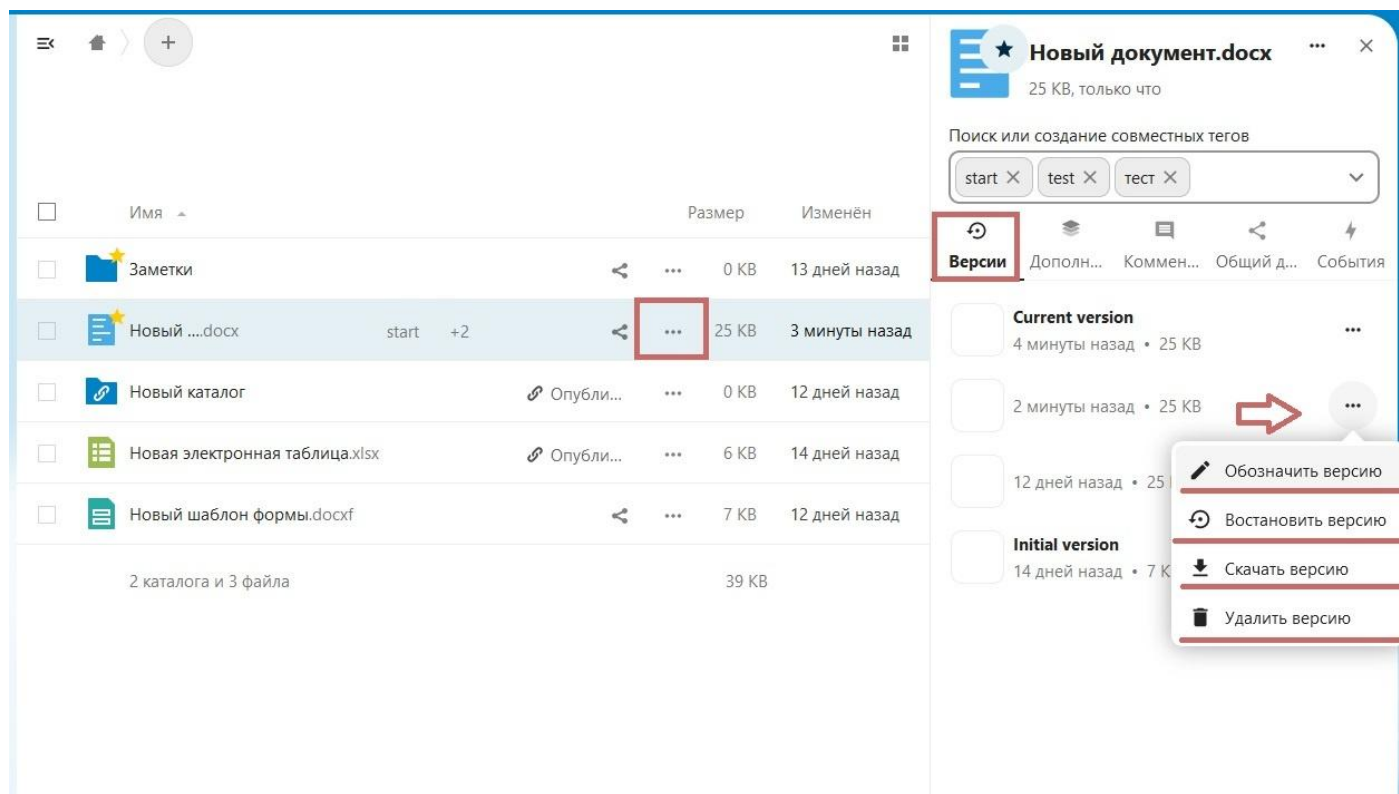 Новый документ.docx
25 KB, только что
Поиск или создание совместных тегов
start test тест
Имя Размер Изменён
Версии Дополн... Коммен... Общий д... События
Заметки 0 KB 13 дней назад
Новый ....docx start +2 25 KB 3 минуты назад
Новый каталог Опубли... 0 KB 12 дней назад
Новая электронная таблица.xlsx Опубли... 6 KB 14 дней назад
Новый шаблон формы.docxf 7 KB 12 дней назад
2 каталога и 3 файла 39 KB
Current version
4 минуты назад • 25 KB
2 минуты назад • 25 KB
12 дней назад • 25
Initial version
14 дней назад • 7 K
Обозначить версию
Востановить версию
Скачать версию
Удалить версию